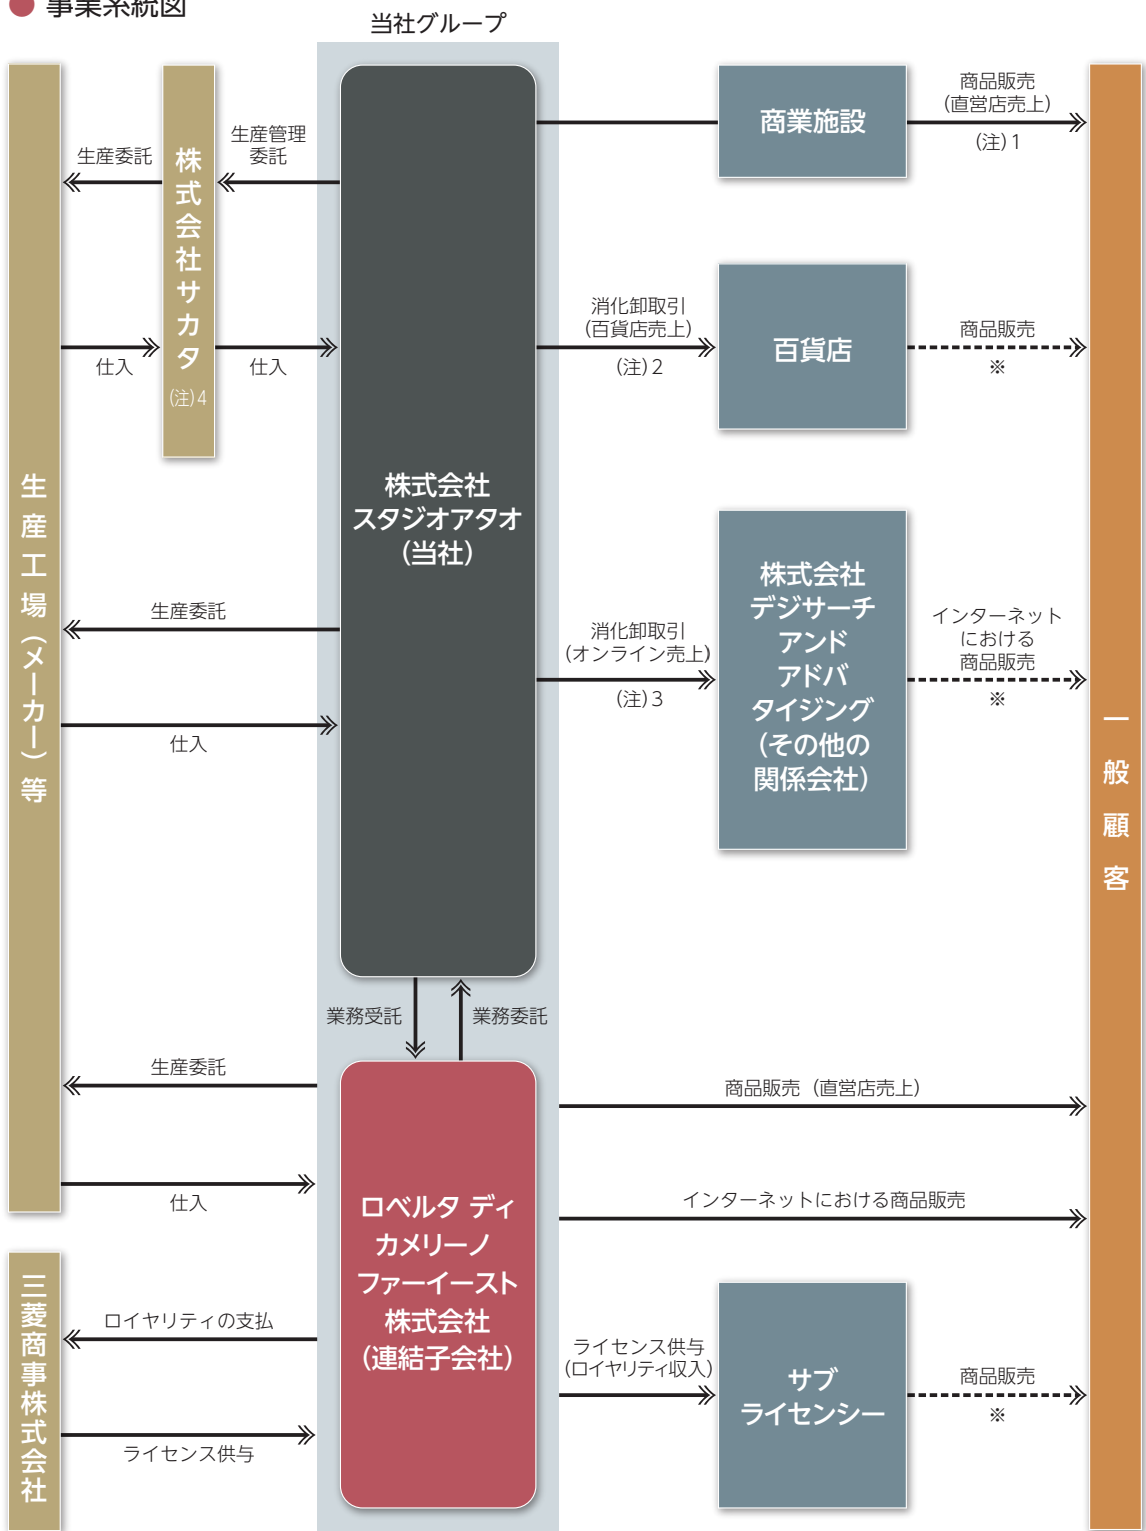 事業系統図
当社グループ
生産工場（メーカー）等
株式会社サカタ
(注)4
三菱商事株式会社
生産委託
生産管理
委託
仕入
仕入
生産委託
仕入
株式会社
スタジオアタオ
（当社）
業務受託
業務委託
生産委託
仕入
ロイヤリティの支払
ライセンス供与
ロベルタ ディ
カメリーノ
ファーイースト
株式会社
（連結子会社）
商業施設
商品販売
（直営店売上）
(注)1
消化卸取引
（百貨店売上）
(注)2
百貨店
商品販売
※
消化卸取引
（オンライン売上）
(注)3
株式会社
デジサーチ
アンド
アドバ
タイジング
（その他の
関係会社）
インターネット
における
商品販売
※
商品販売（直営店売上）
インターネットにおける商品販売
ライセンス供与
（ロイヤリティ収入）
サブ
ライセンシー
商品販売
※
一般顧客